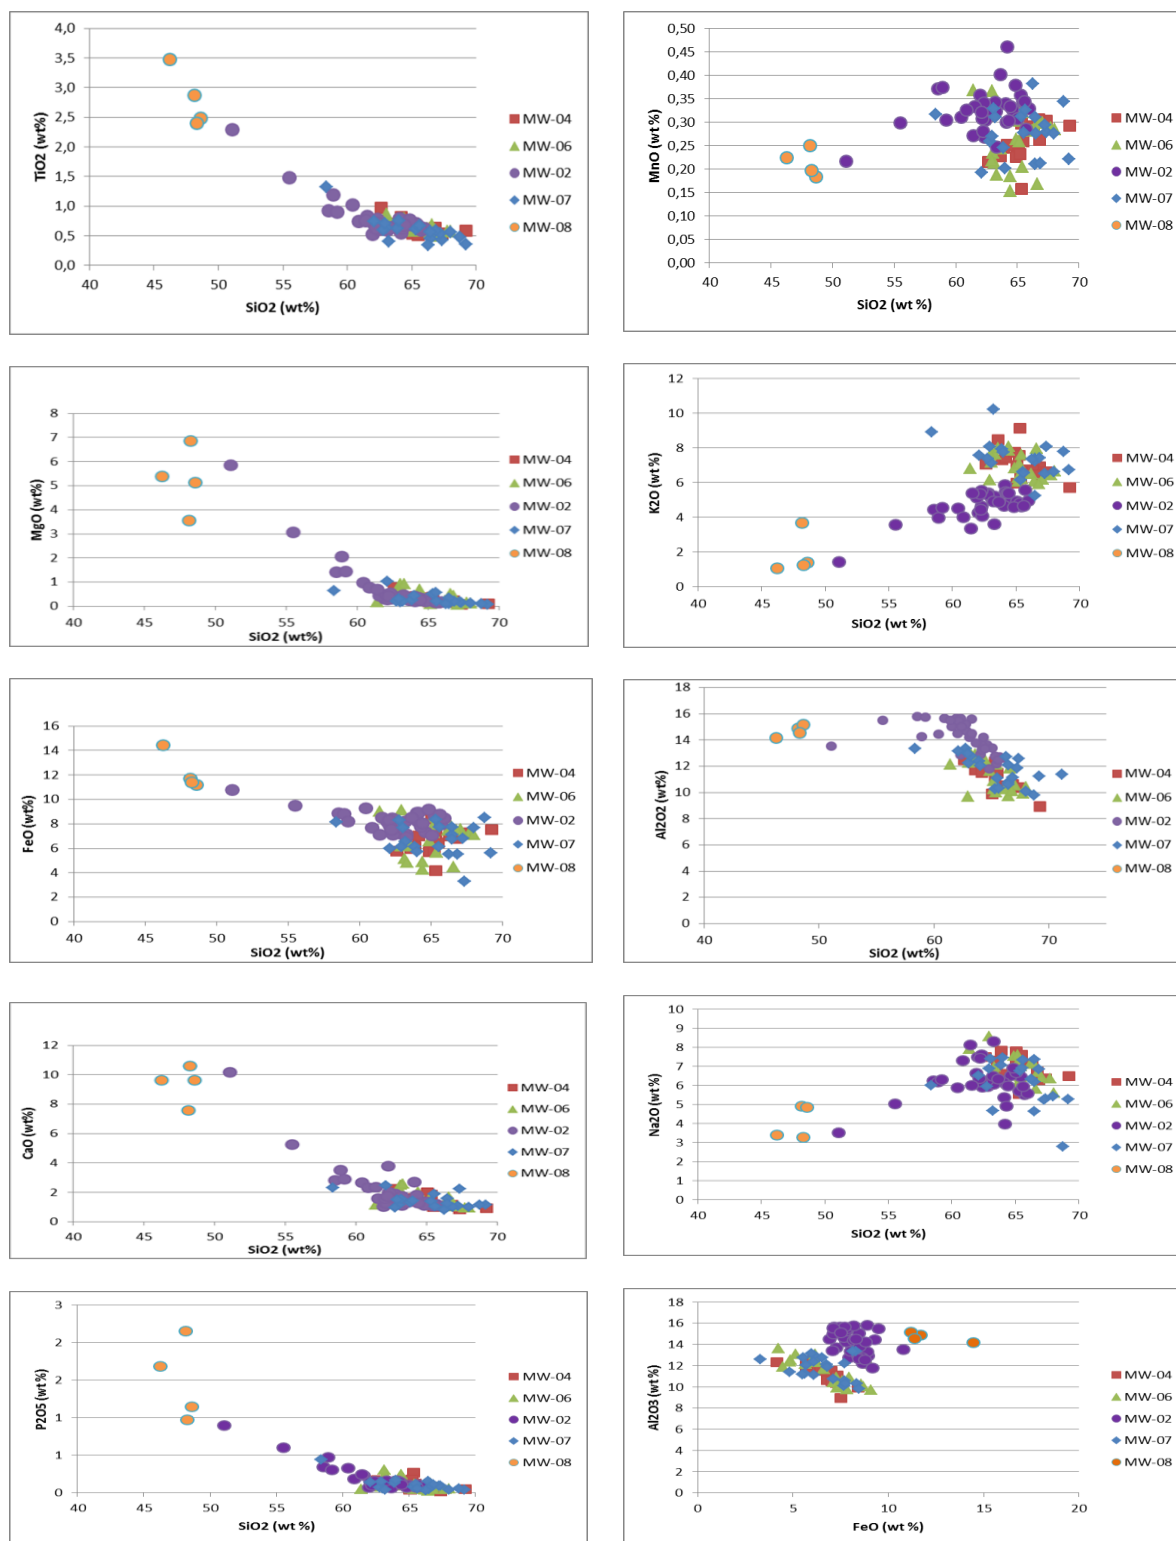 4,0
3,5
3,0
2,5
2,0
1,5
1,0
0,5
0,0
TiO2 (wt%)
40 45 50 55 60 65 70
SiO2 (wt%)
MW-04
MW-06
MW-02
MW-07
MW-08
0,50
0,45
0,40
0,35
0,30
0,25
0,20
0,15
0,10
0,05
0,00
MnO (wt %)
40 45 50 55 60 65 70
SiO2 (wt %)
MW-04
MW-06
MW-02
MW-07
MW-08
8
7
6
5
4
3
2
1
0
MgO (wt%)
40 45 50 55 60 65 70
SiO2 (wt%)
MW-04
MW-06
MW-02
MW-07
MW-08
12
10
8
6
4
2
0
K2O (wt %)
40 45 50 55 60 65 70
SiO2 (wt %)
MW-04
MW-06
MW-02
MW-07
MW-08
16
14
12
10
8
6
4
2
0
FeO (wt%)
40 45 50 55 60 65 70
SiO2 (wt%)
MW-04
MW-06
MW-02
MW-07
MW-08
18
16
14
12
10
8
6
4
2
0
Al2O2 (wt%)
40 50 60 70
SiO2 (wt%)
MW-04
MW-06
MW-02
MW-07
MW-08
12
10
8
6
4
2
0
CaO (wt%)
40 45 50 55 60 65 70
SiO2 (wt%)
MW-04
MW-06
MW-02
MW-07
MW-08
10
9
8
7
6
5
4
3
2
1
0
Na2O (wt %)
40 45 50 55 60 65 70
SiO2 (wt %)
MW-04
MW-06
MW-02
MW-07
MW-08
3
2
2
1
1
0
P2O5 (wt %)
40 45 50 55 60 65 70
SiO2 (wt %)
MW-04
MW-06
MW-02
MW-07
MW-08
18
16
14
12
10
8
6
4
2
0
Al2O3 (wt %)
0 5 10 15 20
FeO (wt %)
MW-04
MW-06
MW-02
MW-07
MW-08